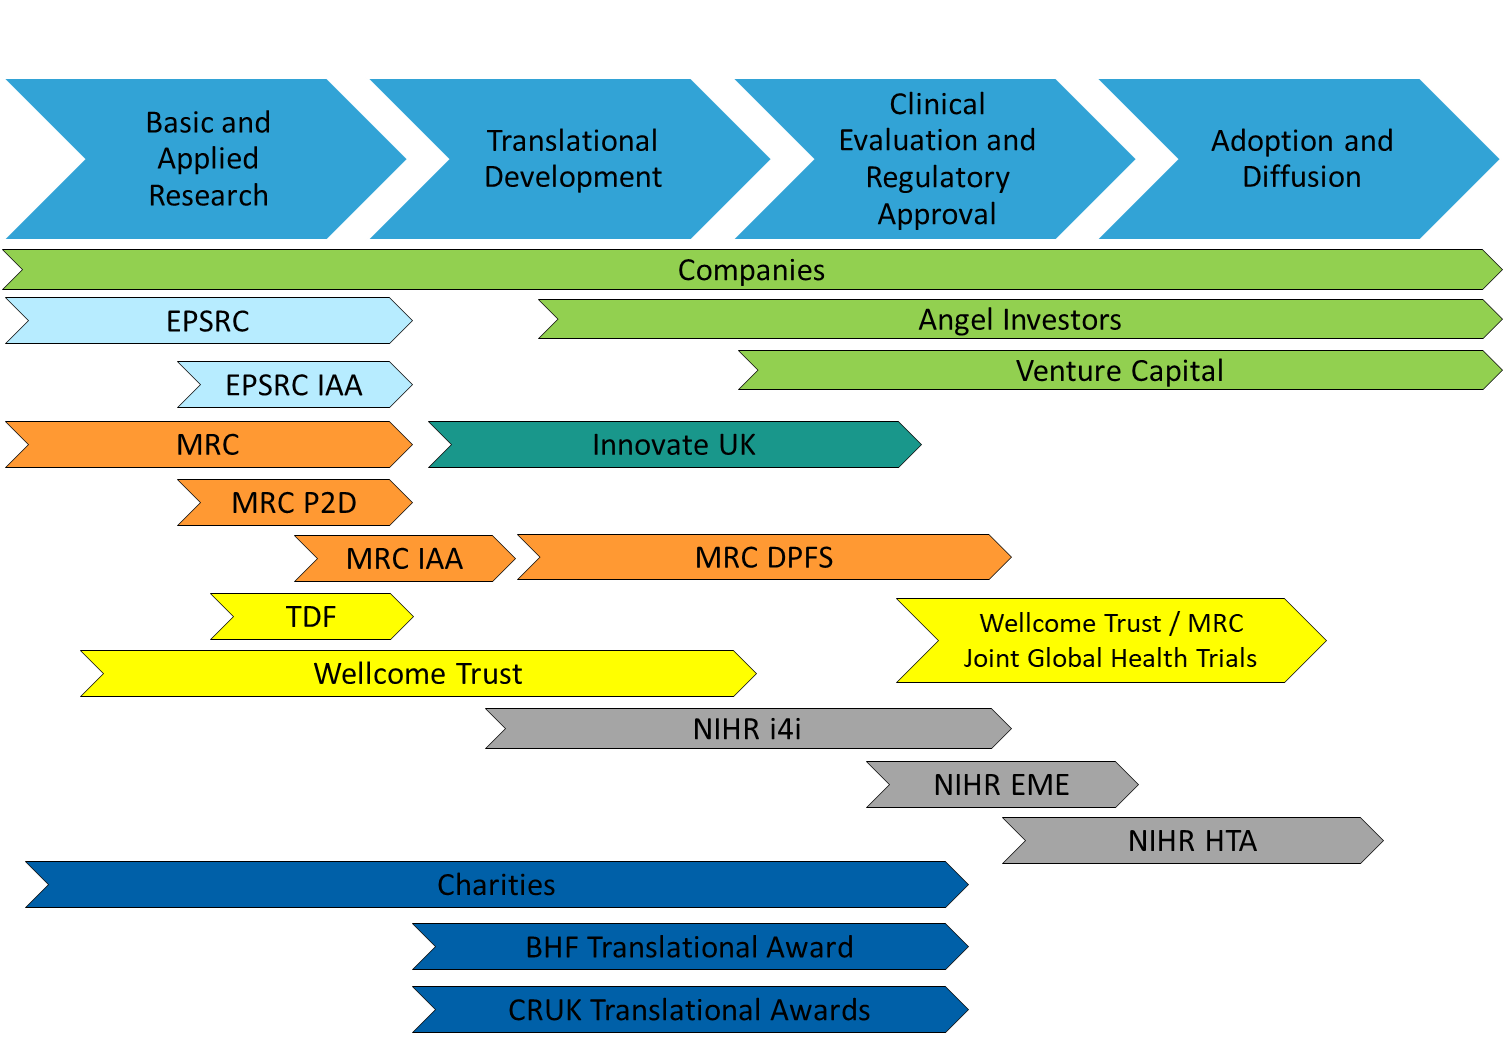 Basic and
Applied
Research
Translational
Development
Clinical
Evaluation and
Regulatory
Approval
Adoption and
Diffusion
Companies
EPSRC
Angel Investors
EPSRC IAA
Venture Capital
MRC
Innovate UK
MRC P2D
MRC IAA
MRC DPFS
TDF
Wellcome Trust / MRC
Joint Global Health Trials
Wellcome Trust
NIHR i4i
NIHR EME
NIHR HTA
Charities
BHF Translational Award
CRUK Translational Awards